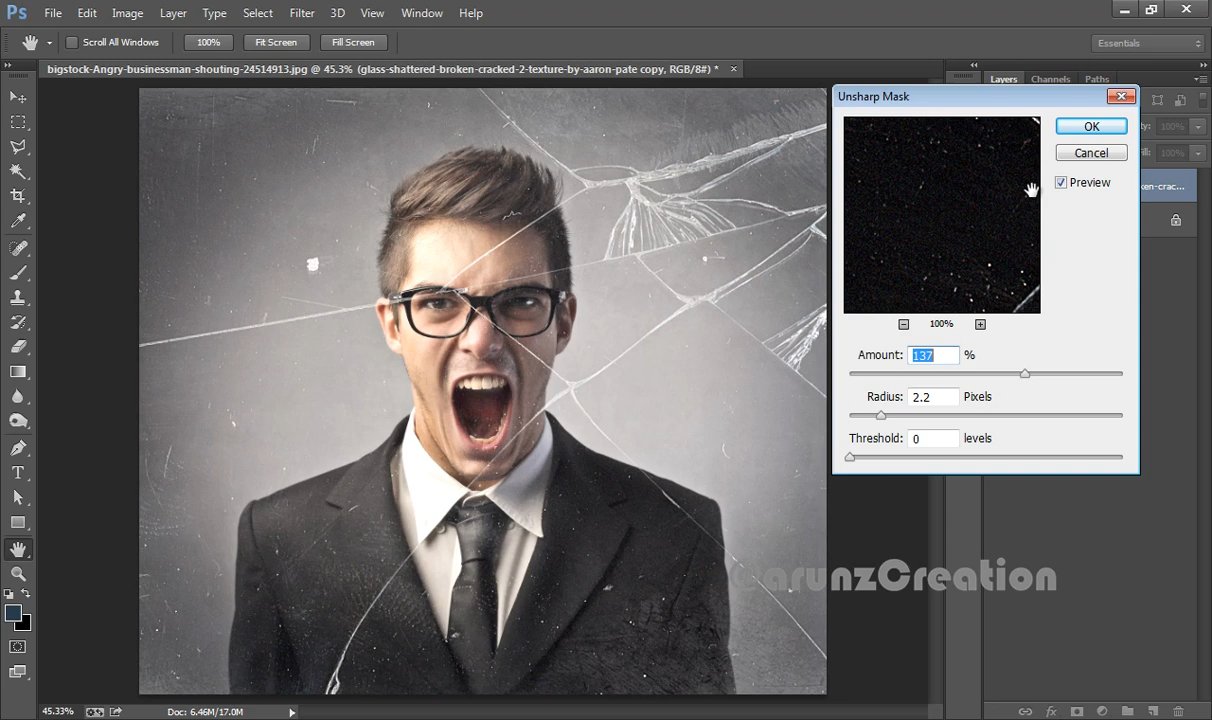 Ps File Edit Image Layer Type Select Filter 3D View Window Help
Scroll All Windows 100% Fit Screen Fill Screen Essentials
bigstock-Angry-businessman-shouting-24514913.jpg @ 45.3% (glass-shattered-broken-cracked-2-texture-by-aaron-pate copy, RGB/8#) *
Layers Channels Paths
Unsharp Mask
OK
100%
Cancel
100%
Preview
ken-crac...
100%
Amount: 137 %
Radius: 2.2 Pixels
Threshold: 0 levels
arunzCreation
45.33% Doc: 6.46M/17.0M